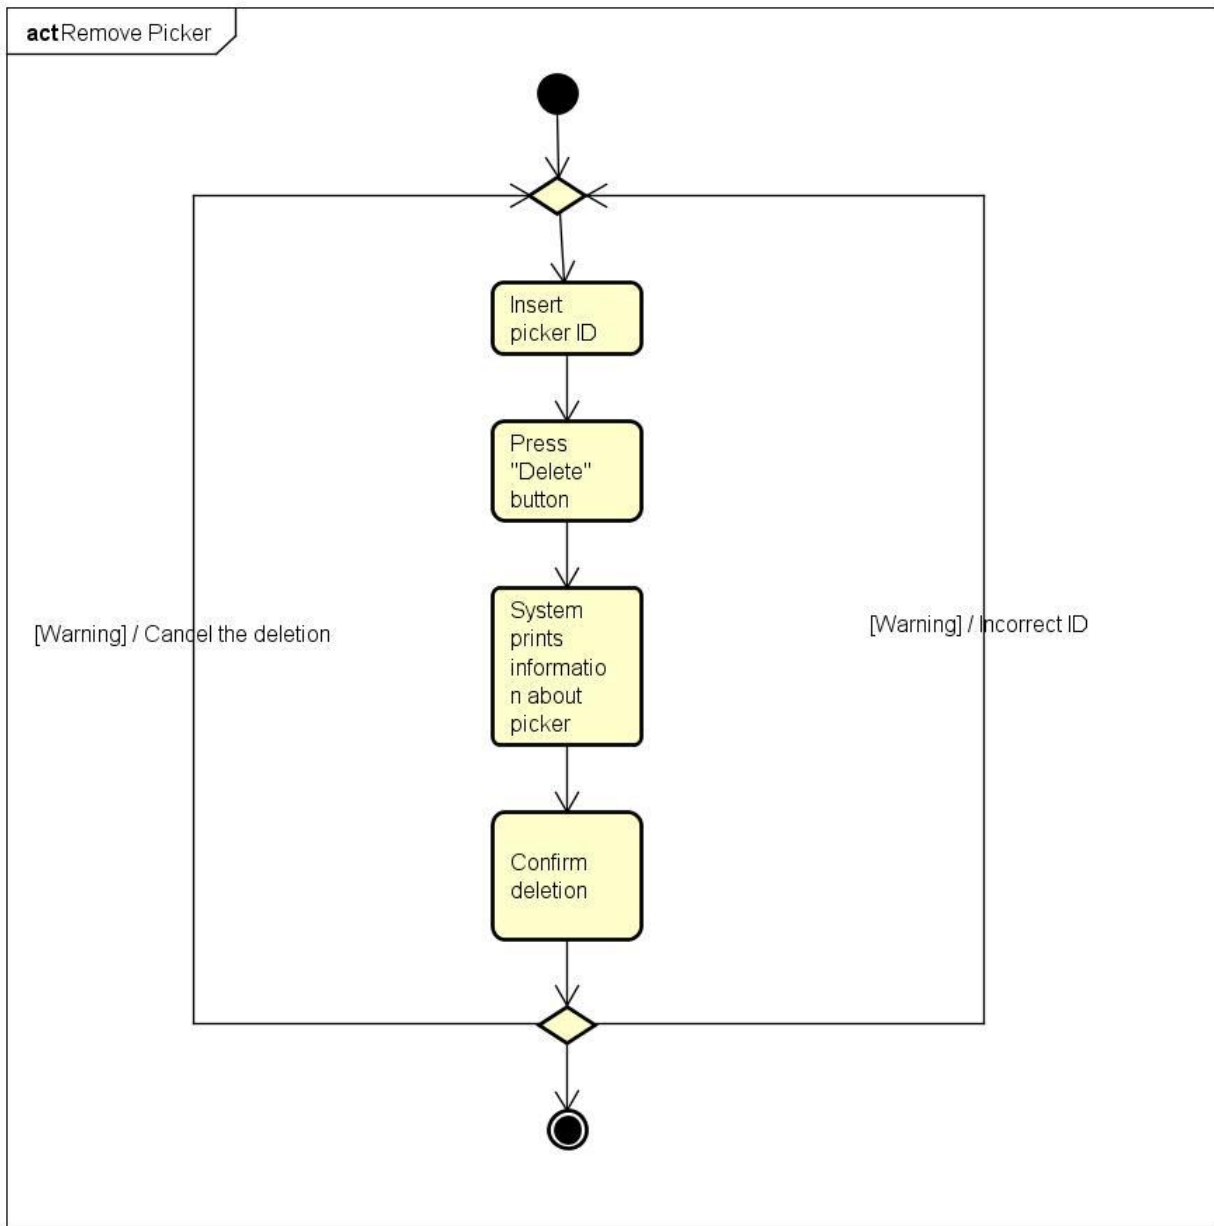 act Remove Picker
Insert
picker ID
Press
"Delete"
button
System
prints
informatio
n about
picker
[Warning] / Cancel the deletion
[Warning] / Incorrect ID
Confirm
deletion